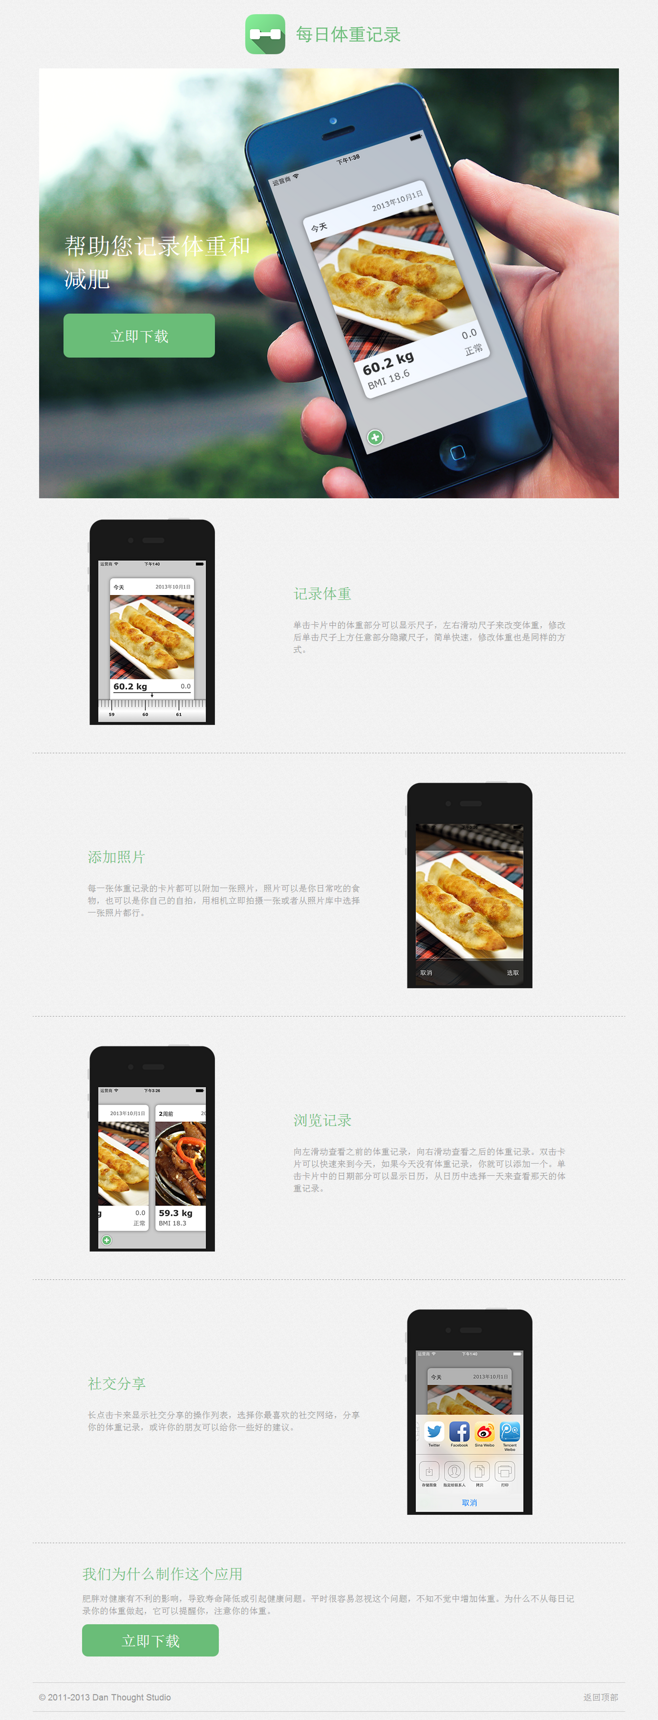 每日体重记录
运营商 下午1:38
今天 2013年10月1日
帮助您记录体重和
减肥
立即下载
60.2 kg 0.0
BMI 18.6 正常
运营商 下午1:40
今天 2013年10月1日
60.2 kg 0.0
59 60 61
记录体重
单击卡片中的体重部分可以显示尺子，左右滑动尺子来改变体重，修改
后单击尺子上方任意部分隐藏尺子，简单快速，修改体重也是同样的方
式。
添加照片
每一张体重记录的卡片都可以附加一张照片，照片可以是你日常吃的食
物，也可以是你自己的自拍，用相机立即拍摄一张或者从照片库中选择
一张照片都行。
取消 选取
运营商 下午2:26
2013年10月1日 2周前 20
g 0.0 59.3 kg
正常 BMI 18.3
浏览记录
向左滑动查看之前的体重记录，向右滑动查看之后的体重记录，双击卡
片可以快速来到今天，如果今天没有体重记录，你就可以添加一个。单
击卡片中的日期部分可以显示日历，从日历中选择一天来查看那天的体
重记录。
社交分享
长点击卡来显示社交分享的操作列表，选择你最喜欢的社交网络，分享
你的体重记录，或许你的朋友可以给你一些好的建议。
运营商 下午1:40
今天 2013年10月1日
Twitter Facebook Sina Weibo Tencent
Weibo
存储图像 指定给联系人 拷贝 打印
取消
我们为什么制作这个应用
肥胖对健康有不利的影响，导致寿命降低或引起健康问题。平时很容易忽视这个问题，不知不觉中增加体重。为什么不从每日记
录你的体重做起，它可以提醒你，注意你的体重。
立即下载
© 2011-2013 Dan Thought Studio 返回顶部